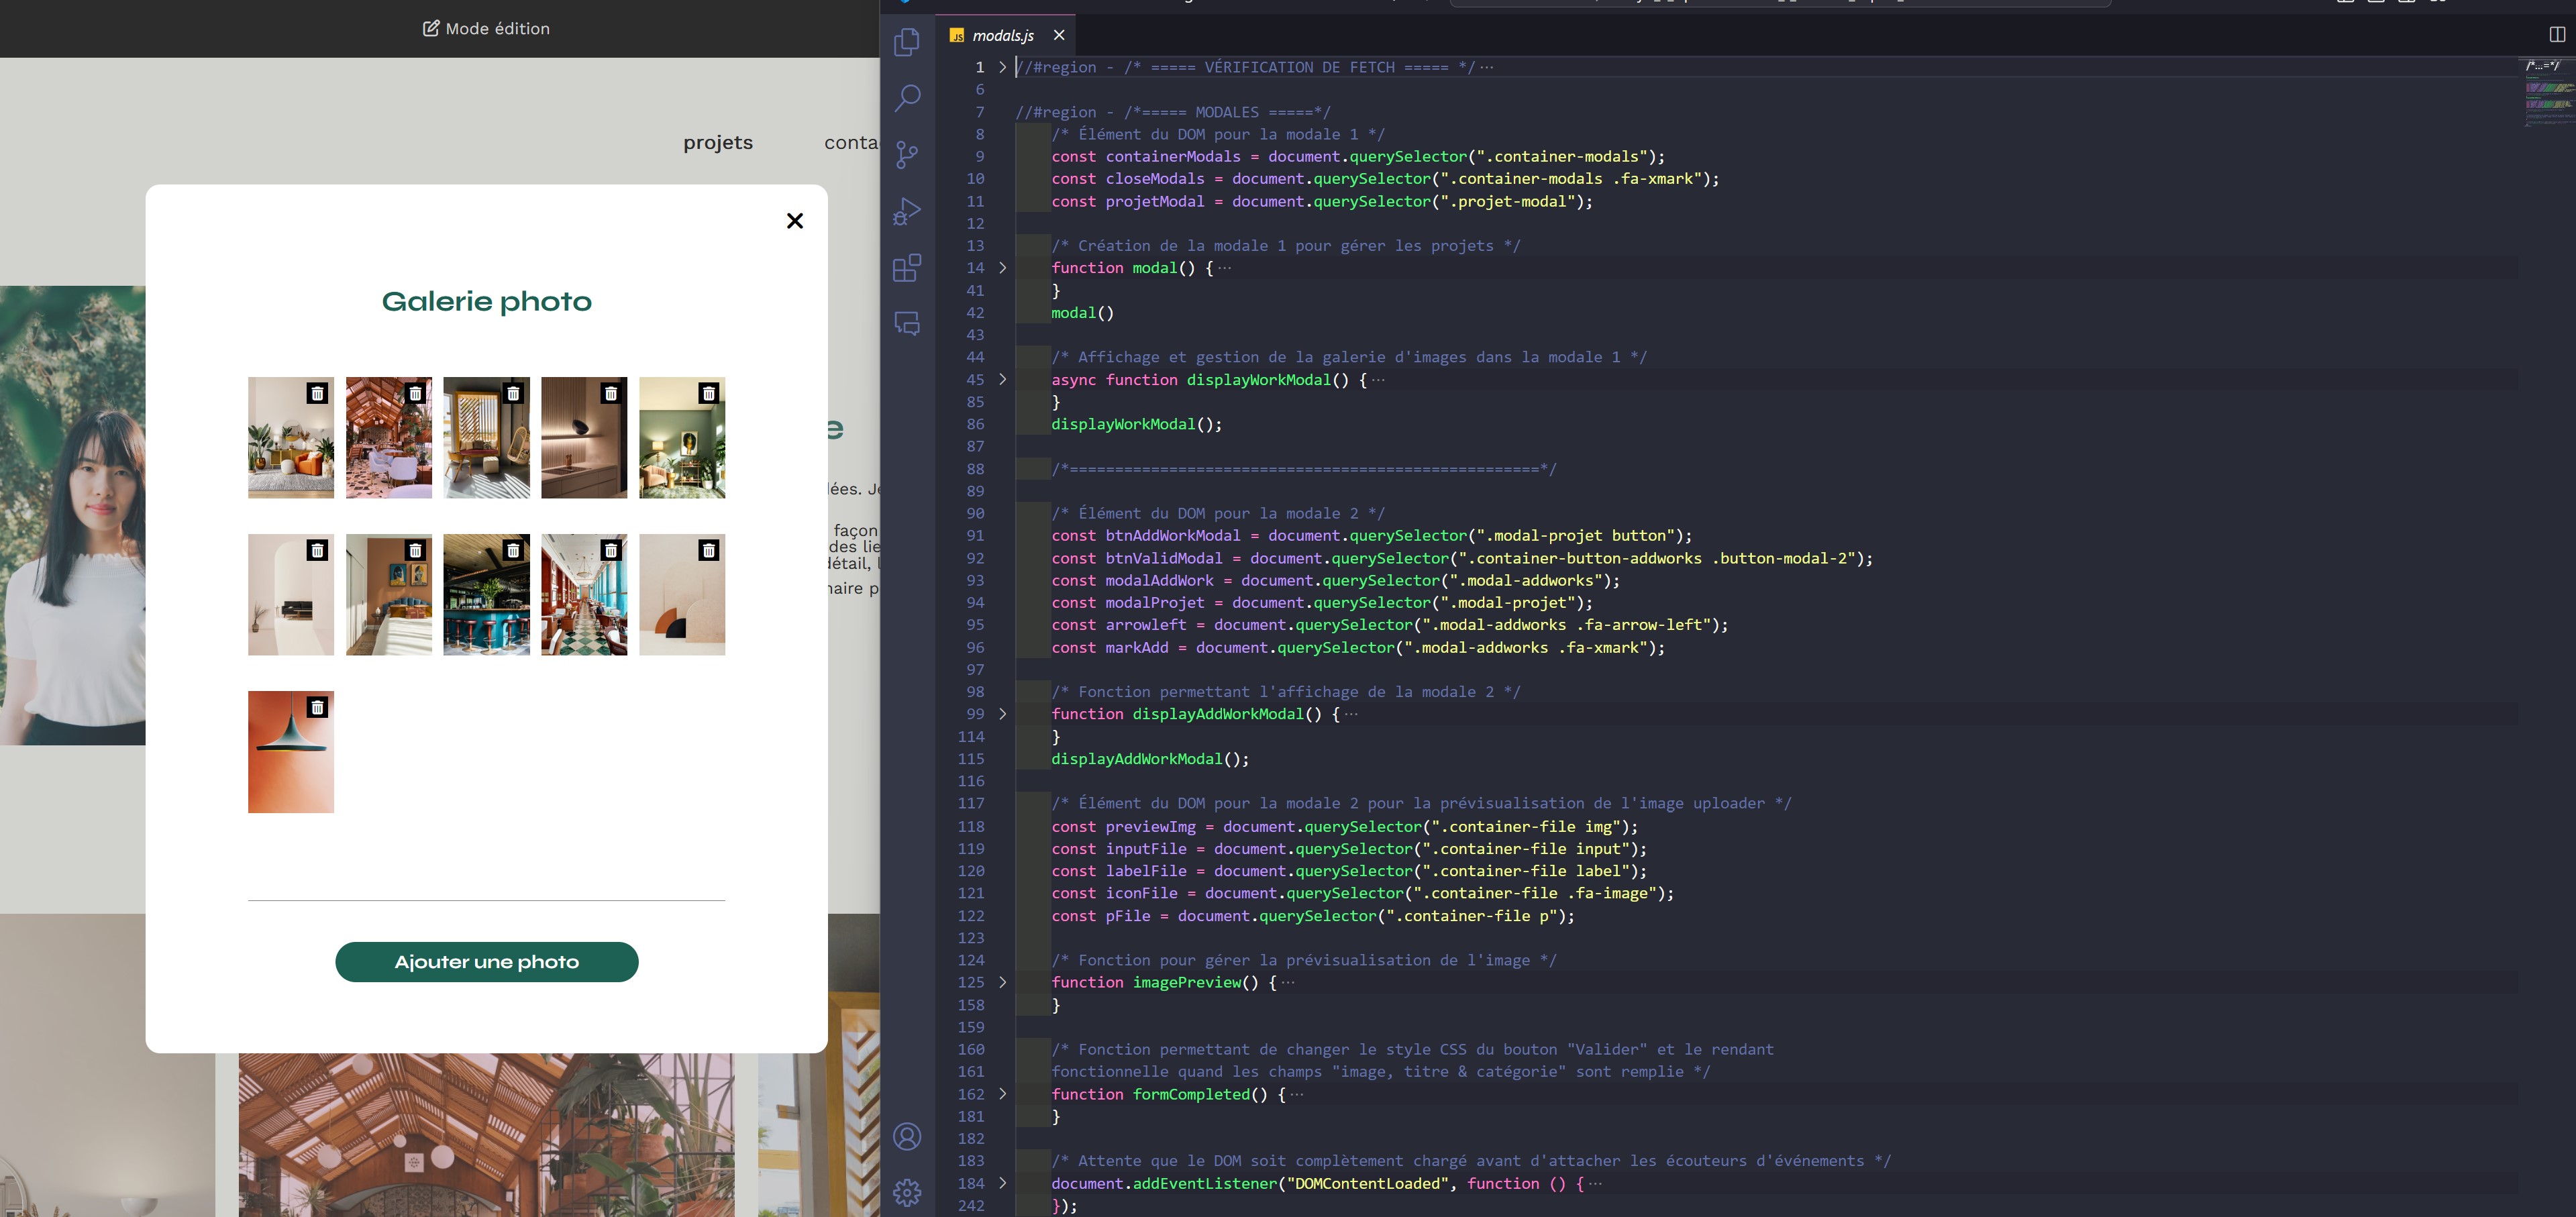 Mode édition
projets
conta
Galerie photo
e
ées. Je
façon
des lie
détail, l
naire p
Ajouter une photo
JS modals.js
1 //#region - /* ===== VÉRIFICATION DE FETCH ===== */ ···
6
7 //#region - /*===== MODALES =====*/
8 /* Élément du DOM pour la modale 1 */
9 const containerModals = document.querySelector(".container-modals");
10 const closeModals = document.querySelector(".container-modals .fa-xmark");
11 const projetModal = document.querySelector(".projet-modal");
12
13 /* Création de la modale 1 pour gérer les projets */
14 function modal() { ···
41 }
42 modal()
43
44 /* Affichage et gestion de la galerie d'images dans la modale 1 */
45 async function displayWorkModal() { ···
85 }
86 displayWorkModal();
87
88 /*====================================================*/
89
90 /* Élément du DOM pour la modale 2 */
91 const btnAddWorkModal = document.querySelector(".modal-projet button");
92 const btnValidModal = document.querySelector(".container-button-addworks .button-modal-2");
93 const modalAddWork = document.querySelector(".modal-addworks");
94 const modalProjet = document.querySelector(".modal-projet");
95 const arrowleft = document.querySelector(".modal-addworks .fa-arrow-left");
96 const markAdd = document.querySelector(".modal-addworks .fa-xmark");
97
98 /* Fonction permettant l'affichage de la modale 2 */
99 function displayAddWorkModal() { ···
114 }
115 displayAddWorkModal();
116
117 /* Élément du DOM pour la modale 2 pour la prévisualisation de l'image uploader */
118 const previewImg = document.querySelector(".container-file img");
119 const inputFile = document.querySelector(".container-file input");
120 const labelFile = document.querySelector(".container-file label");
121 const iconFile = document.querySelector(".container-file .fa-image");
122 const pFile = document.querySelector(".container-file p");
123
124 /* Fonction pour gérer la prévisualisation de l'image */
125 function imagePreview() { ···
158 }
159
160 /* Fonction permettant de changer le style CSS du bouton "Valider" et le rendant
161 fonctionnelle quand les champs "image, titre & catégorie" sont remplie */
162 function formCompleted() { ···
181 }
182
183 /* Attente que le DOM soit complètement chargé avant d'attacher les écouteurs d'événements */
184 document.addEventListener("DOMContentLoaded", function () { ···
242 });